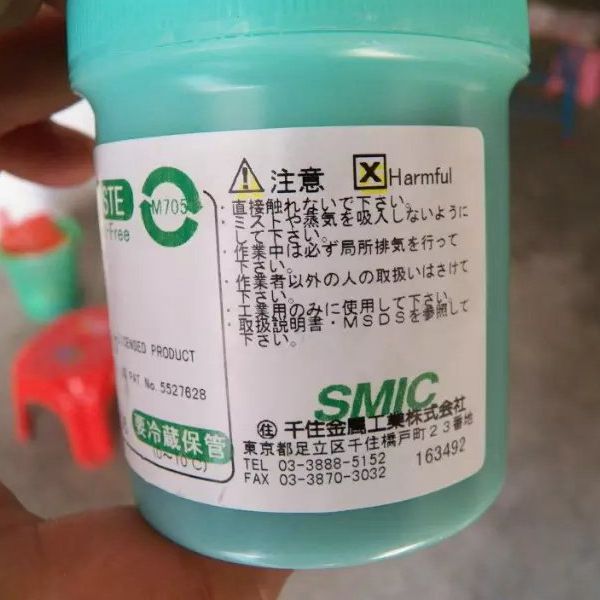 STE
-Free
M705
注意
X Harmful
・直接触れないで下さい。
・ミストや蒸気を吸入しないように
して下さい。
・作業中は必ず局所排気を行って
下さい。
・作業者以外の人の取扱いはさけて
下さい。
・工業用のみに使用して下さい。
・取扱説明書・MSDSを参照して
下さい。
CENSED PRODUCT
PAT No.5527628
要冷蔵保管
(0~10℃)
SMIC
住 千住金属工業株式会社
東京都足立区千住橋戸町23番地
TEL 03-3888-5152
FAX 03-3870-3032
163492